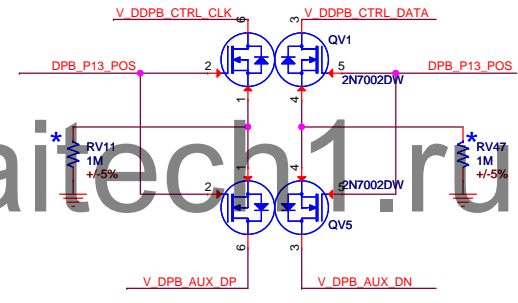 V_DDPB_CTRL_CLK
V_DDPB_CTRL_DATA
6
3
QV1
DPB_P13_POS
2
5
DPB_P13_POS
2N7002DW
1
4
*
RV11
1M
+/-5%
*
RV47
1M
+/-5%
aitech1.ru
1
4
2
5
2N7002DW
QV5
6
3
V_DPB_AUX_DP
V_DPB_AUX_DN